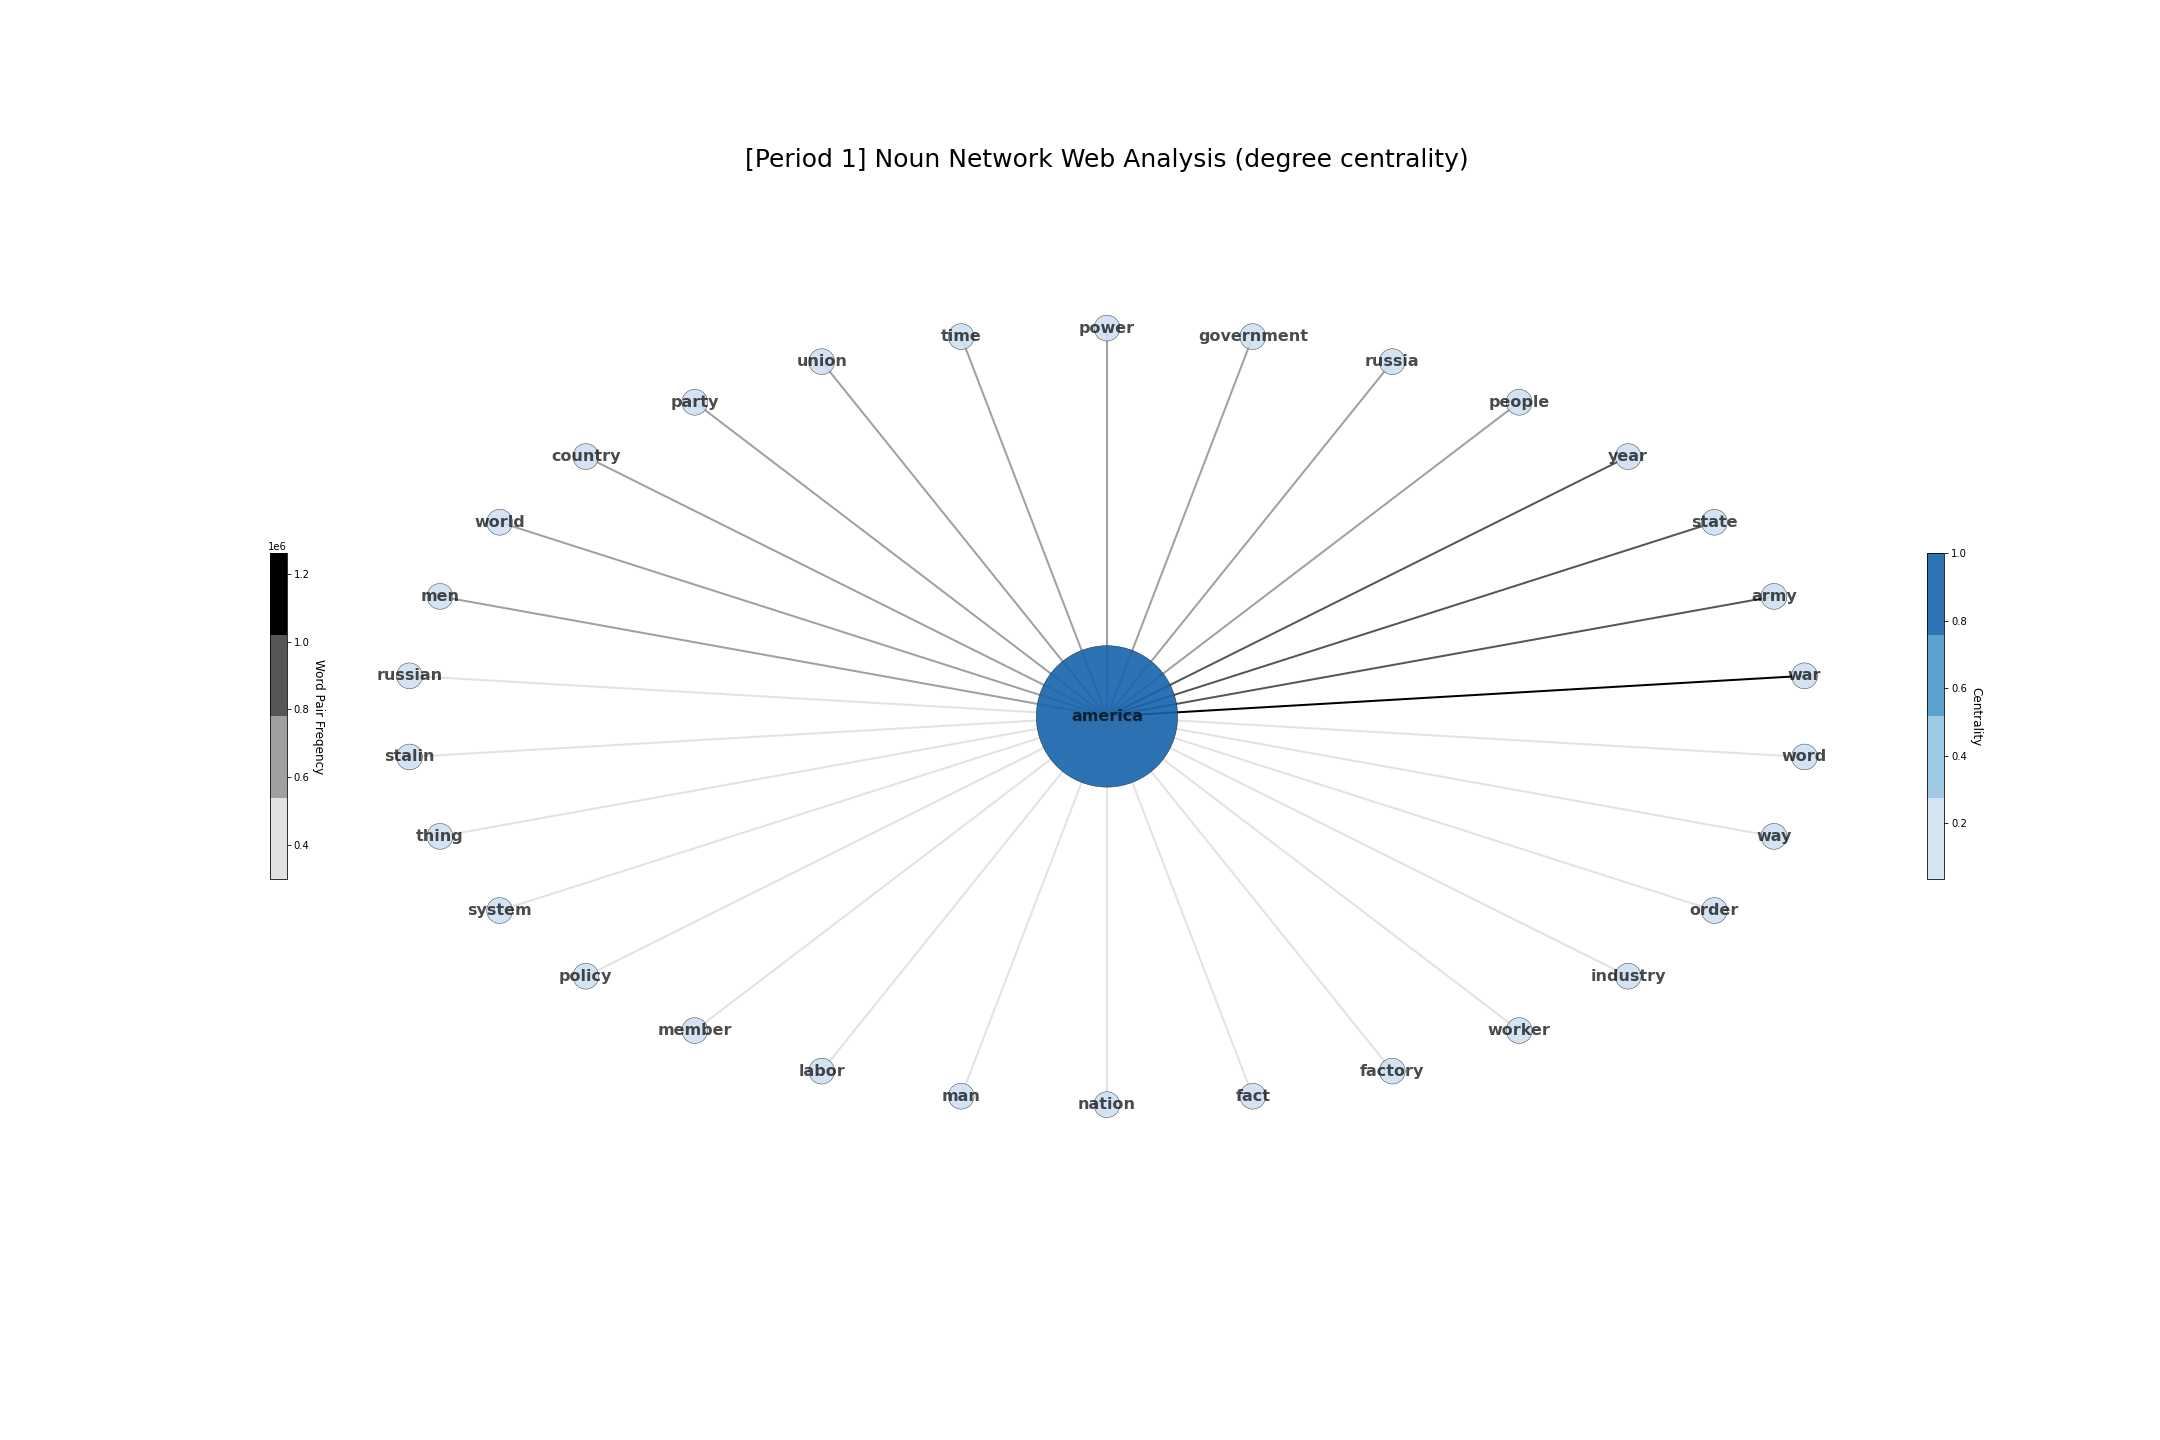 [Period 1] Noun Network Web Analysis (degree centrality)
power
time
government
union
russia
party
people
country
year
world
state
men
army
russian
war
america
stalin
word
thing
way
system
order
policy
industry
member
worker
labor
factory
man
fact
nation
1e6
1.2
1.0
0.8
0.6
0.4
Word Pair Freqency
1.0
0.8
0.6
0.4
0.2
Centrality